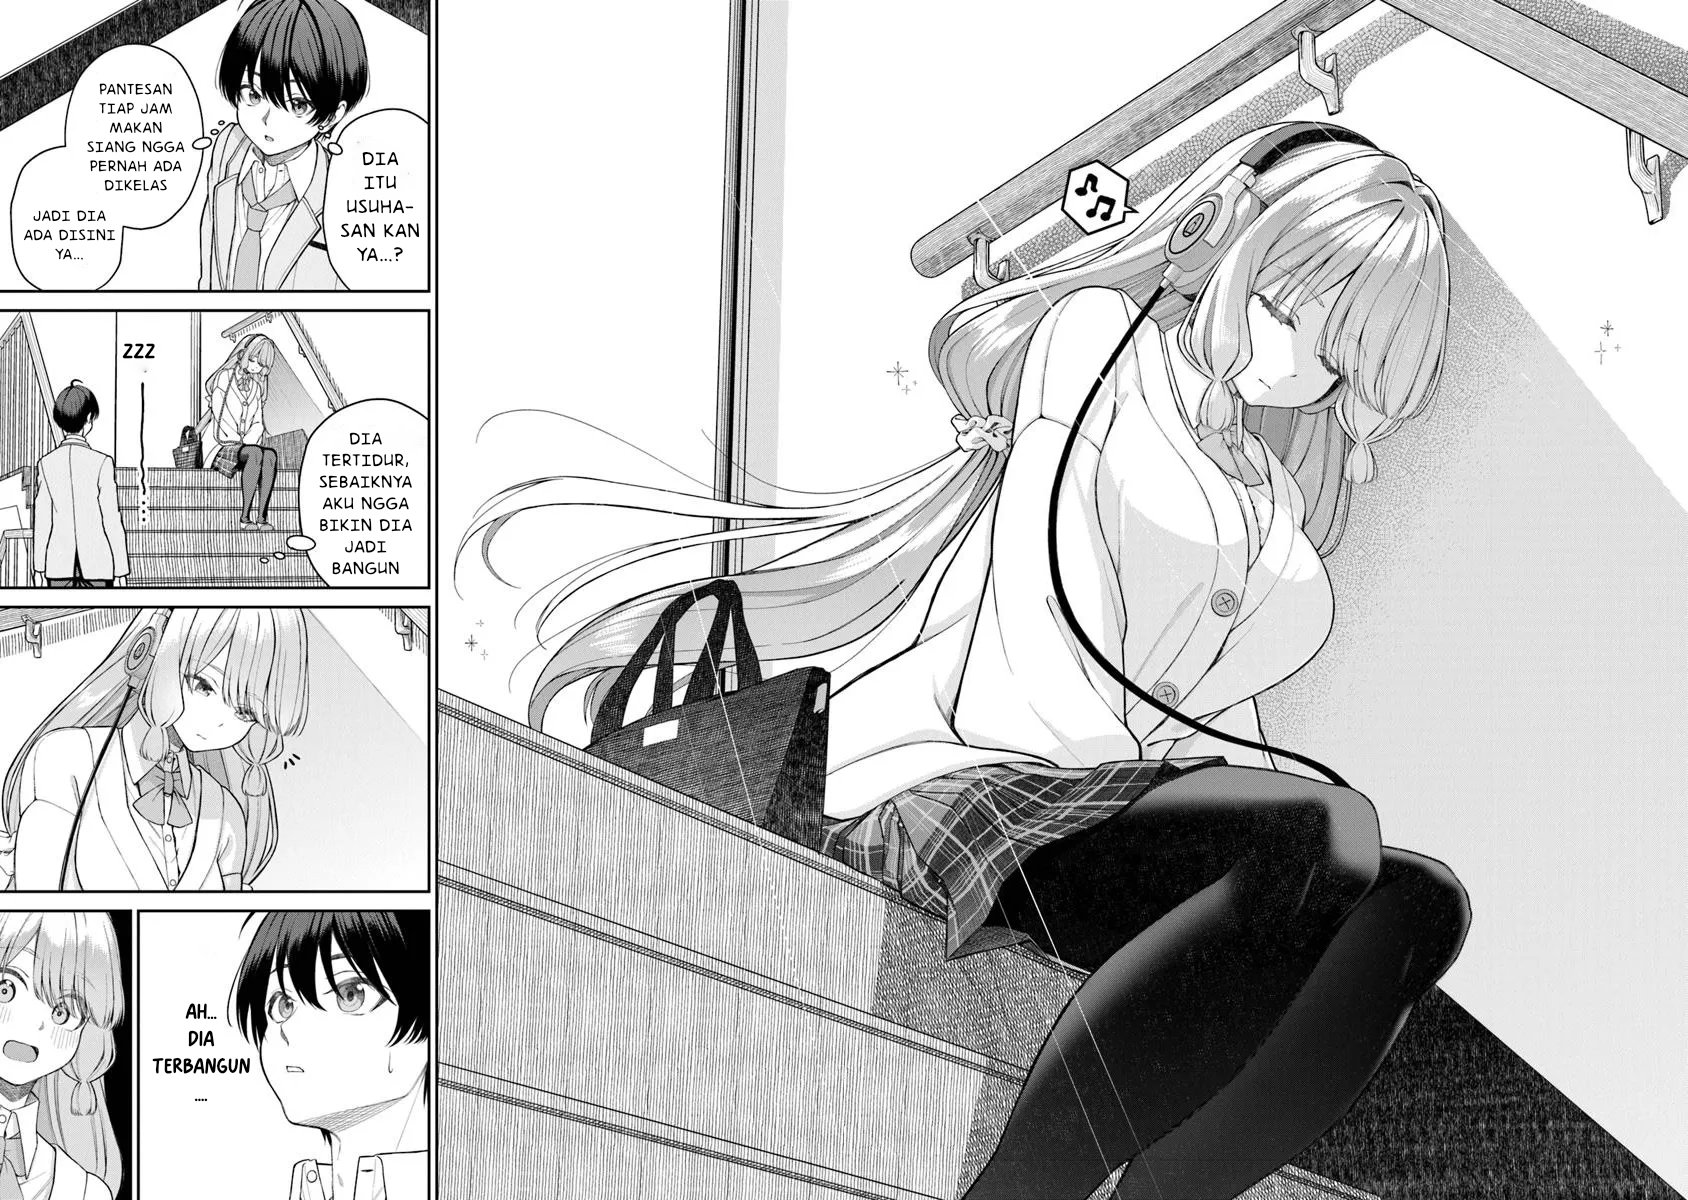 DIA
ITU
USUHA-
SAN KAN
YA...?
PANTESAN
TIAP JAM
MAKAN
SIANG NGGA
PERNAH ADA
DIKELAS
JADI DIA
ADA DISINI
YA...
ZZZ
DIA
TERTIDUR,
SEBAIKNYA
AKU NGGA
BIKIN DIA
JADI
BANGUN
AH...
DIA
TERBANGUN
....